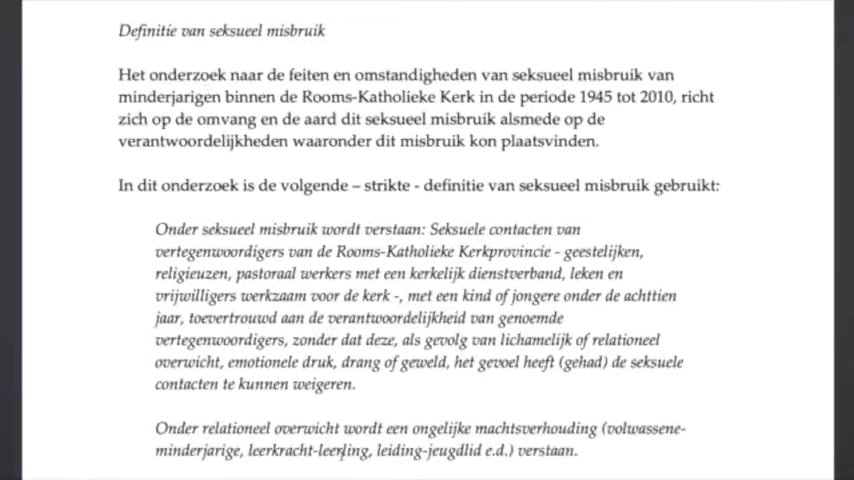 Definitie van seksueel misbruik
Het onderzoek naar de feiten en omstandigheden van seksueel misbruik van
minderjarigen binnen de Rooms-Katholieke Kerk in de periode 1945 tot 2010, richt
zich op de omvang en de aard dit seksueel misbruik alsmede op de
verantwoordelijkheden waaronder dit misbruik kon plaatsvinden.
In dit onderzoek is de volgende – strikte - definitie van seksueel misbruik gebruikt:
Onder seksueel misbruik wordt verstaan: Seksuele contacten van
vertegenwoordigers van de Rooms-Katholieke Kerkprovincie - geestelijken,
religieuzen, pastoraal werkers met een kerkelijk dienstverband, leken en
vrijwilligers werkzaam voor de kerk -, met een kind of jongere onder de achttien
jaar, toevertrouwd aan de verantwoordelijkheid van genoemde
vertegenwoordigers, zonder dat deze, als gevolg van lichamelijk of relationeel
overwicht, emotionele druk, drang of geweld, het gevoel heeft (gehad) de seksuele
contacten te kunnen weigeren.
Onder relationeel overwicht wordt een ongelijke machtsverhouding (volwassene-
minderjarige, leerkracht-leerling, leiding-jeugdlid e.d.) verstaan.